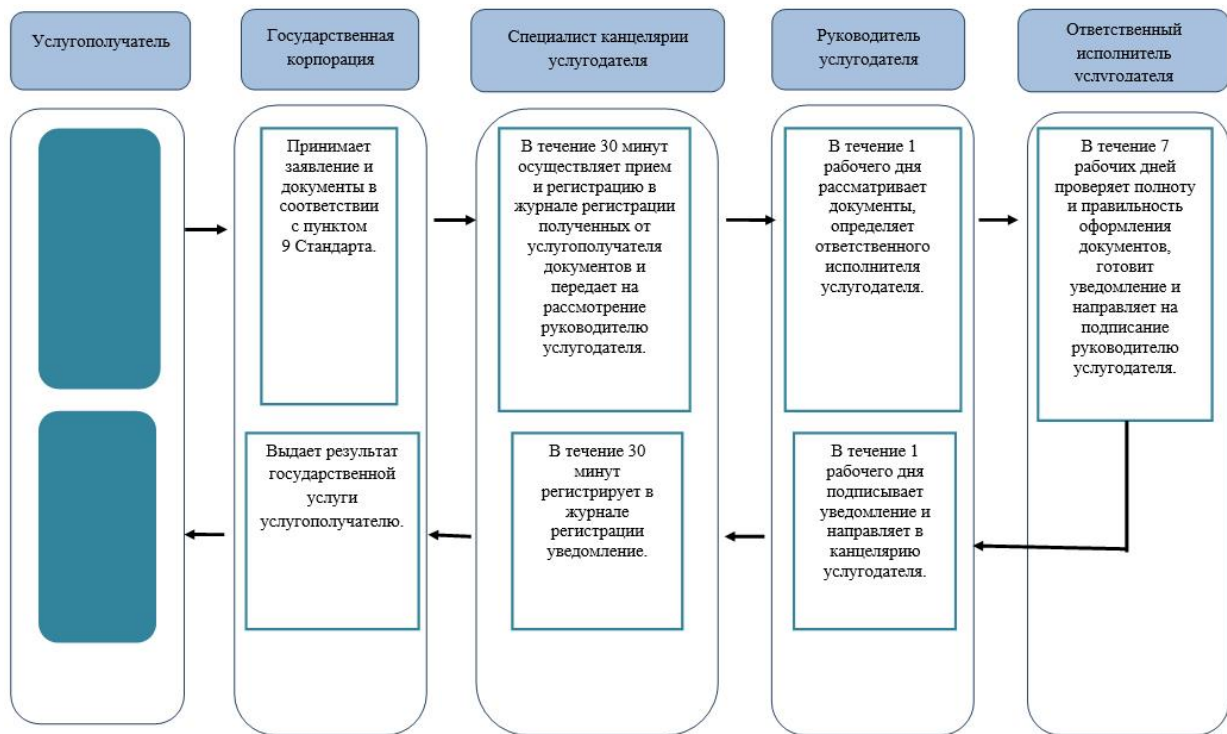 Услугополучатель
Государственная
корпорация
Специалист канцелярии
услугодателя
Руководитель
услугодателя
Ответственный
исполнитель
услугодателя
Принимает
заявление и
документы в
соответствии
с пунктом
9 Стандарта.
В течение 30 минут
осуществляет прием
и регистрацию в
журнале регистрации
полученных от
услугополучателя
документов и
передает на
рассмотрение
руководителю
услугодателя.
В течение 1
рабочего дня
рассматривает
документы,
определяет
ответственного
исполнителя
услугодателя.
В течение 7
рабочих дней
проверяет полноту
и правильность
оформления
документов,
готовит
уведомление и
направляет на
подписание
руководителю
услугодателя.
Выдает результат
государственной
услуги
услугополучателю.
В течение 30
минут
регистрирует в
журнале
регистрации
уведомление.
В течение 1
рабочего дня
подписывает
уведомление и
направляет в
канцелярию
услугодателя.